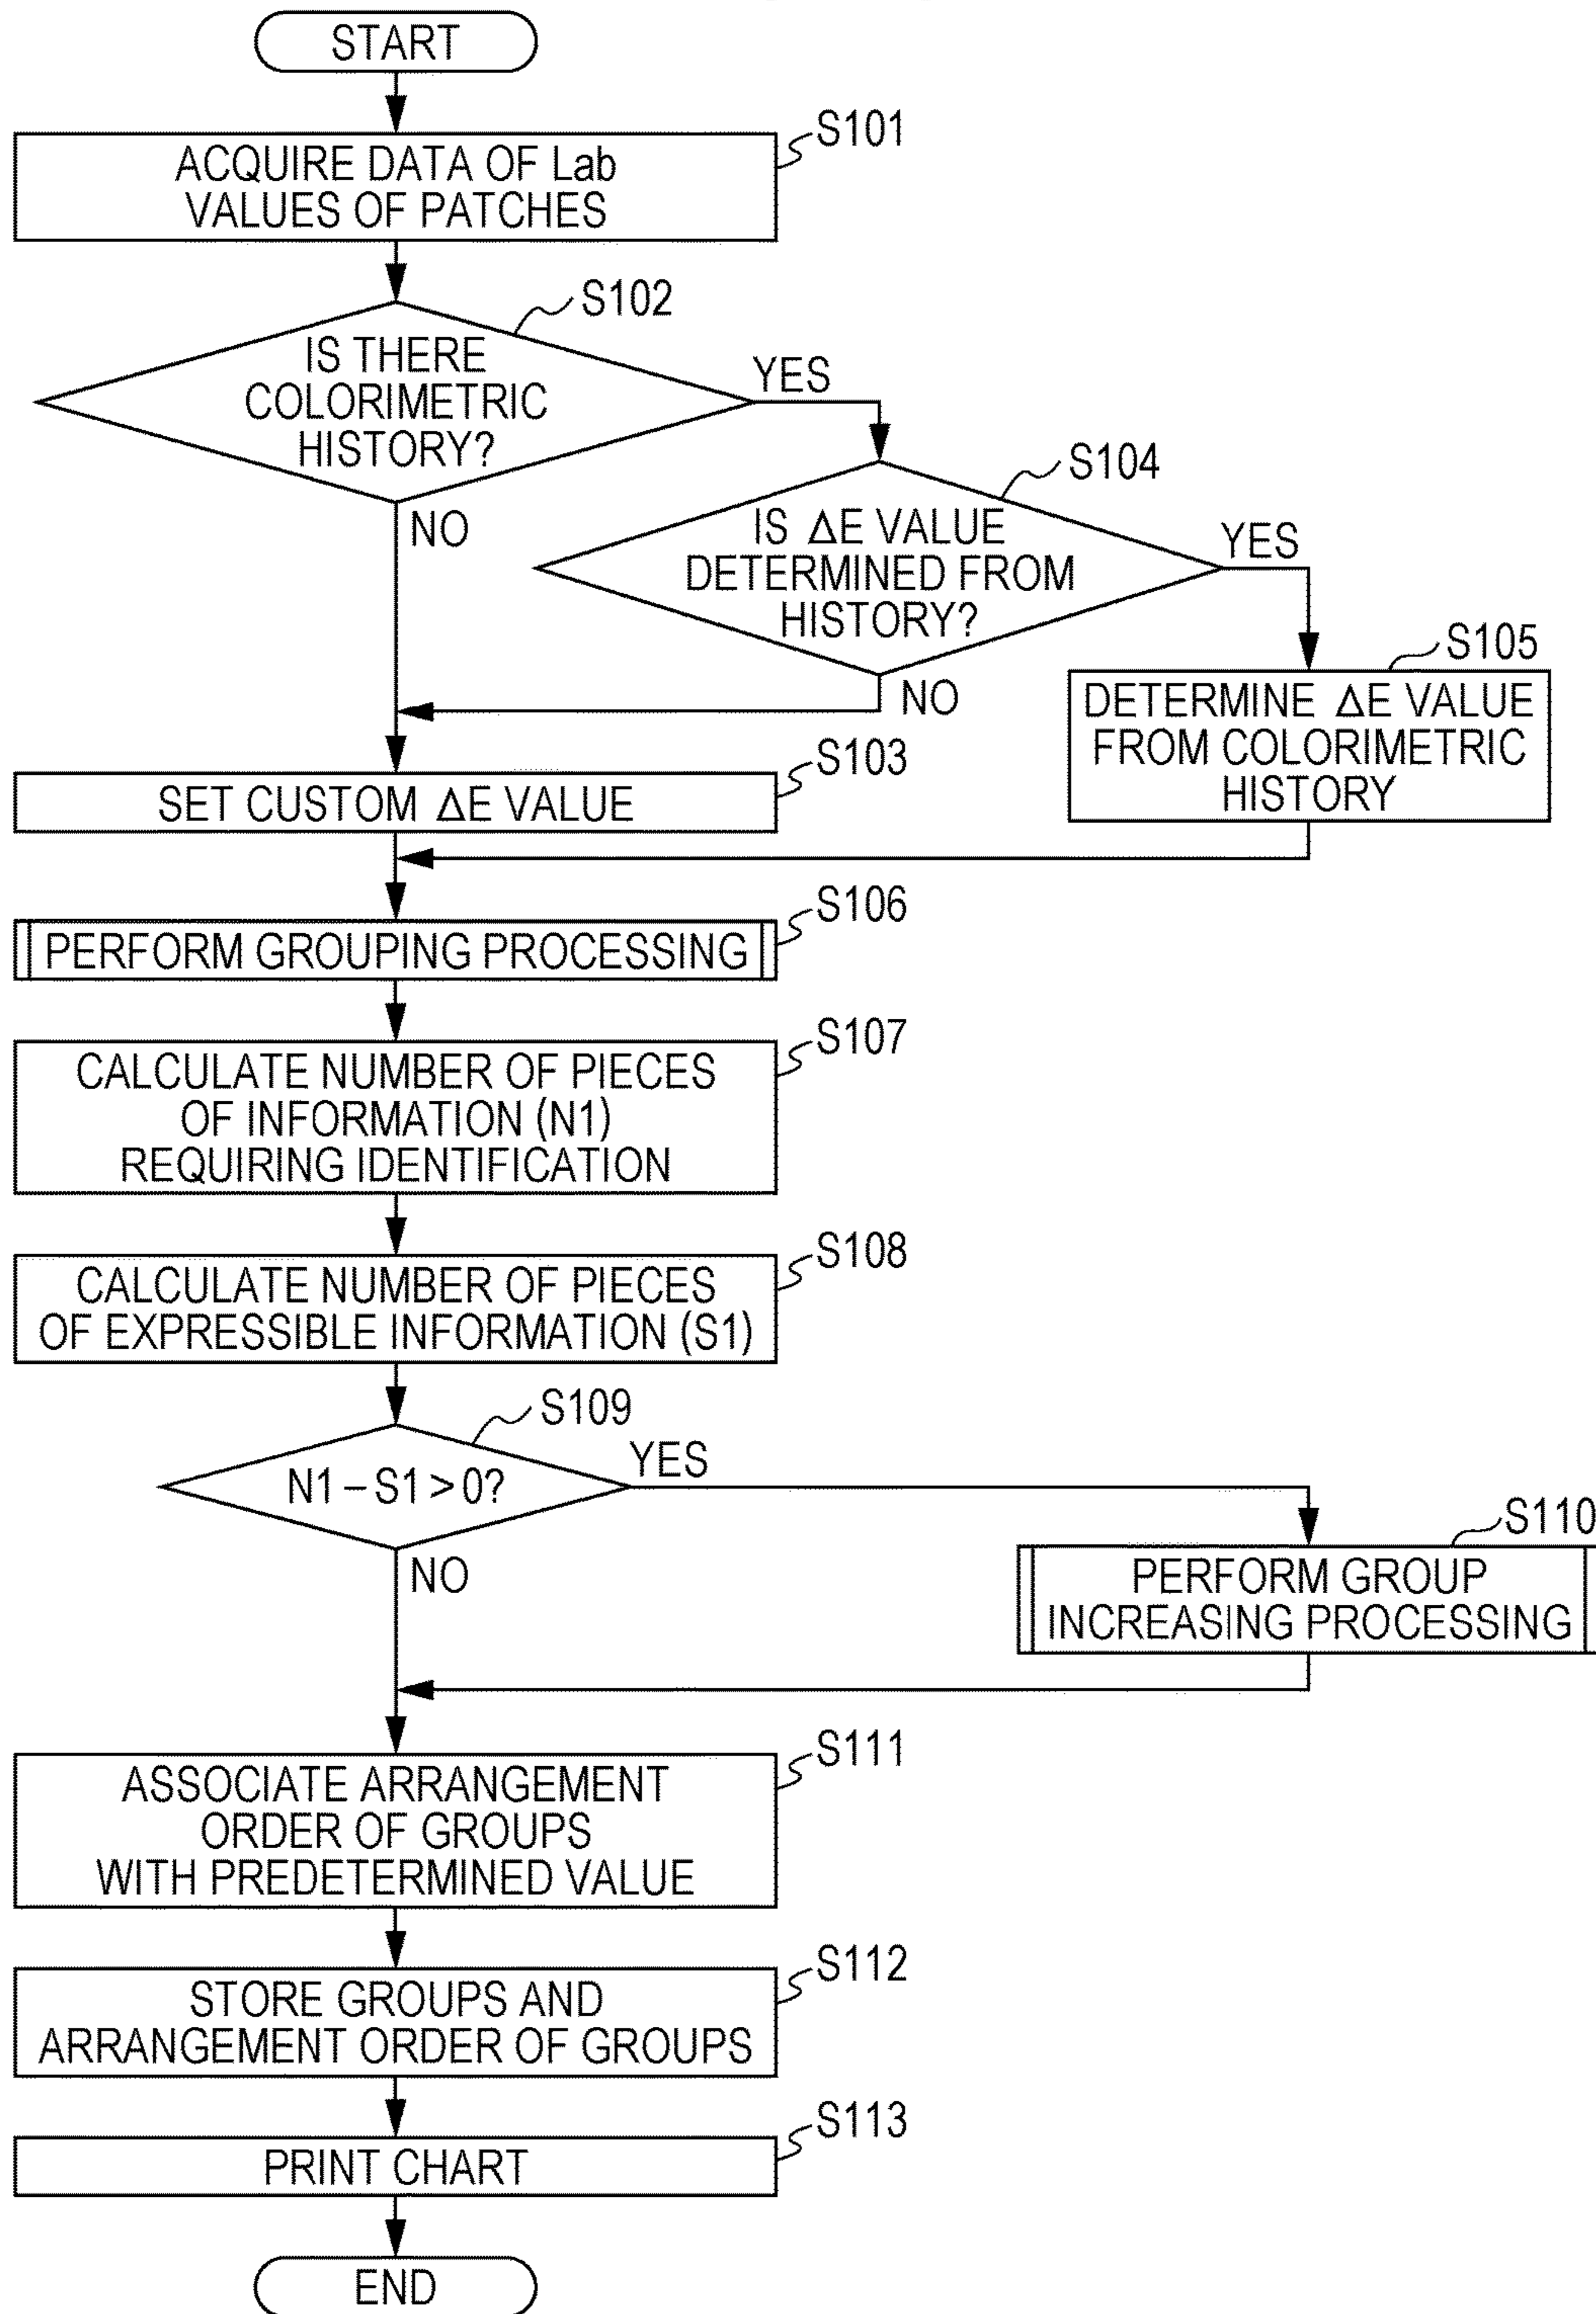 START
S101
ACQUIRE DATA OF Lab
VALUES OF PATCHES
S102
IS THERE
COLORIMETRIC
HISTORY?
YES
NO
S104
IS ΔE VALUE
DETERMINED FROM
HISTORY?
YES
NO
S105
DETERMINE ΔE VALUE
FROM COLORIMETRIC
HISTORY
S103
SET CUSTOM ΔE VALUE
S106
PERFORM GROUPING PROCESSING
S107
CALCULATE NUMBER OF PIECES
OF INFORMATION (N1)
REQUIRING IDENTIFICATION
S108
CALCULATE NUMBER OF PIECES
OF EXPRESSIBLE INFORMATION (S1)
S109
N1 – S1 > 0?
YES
NO
S110
PERFORM GROUP
INCREASING PROCESSING
S111
ASSOCIATE ARRANGEMENT
ORDER OF GROUPS
WITH PREDETERMINED VALUE
S112
STORE GROUPS AND
ARRANGEMENT ORDER OF GROUPS
S113
PRINT CHART
END